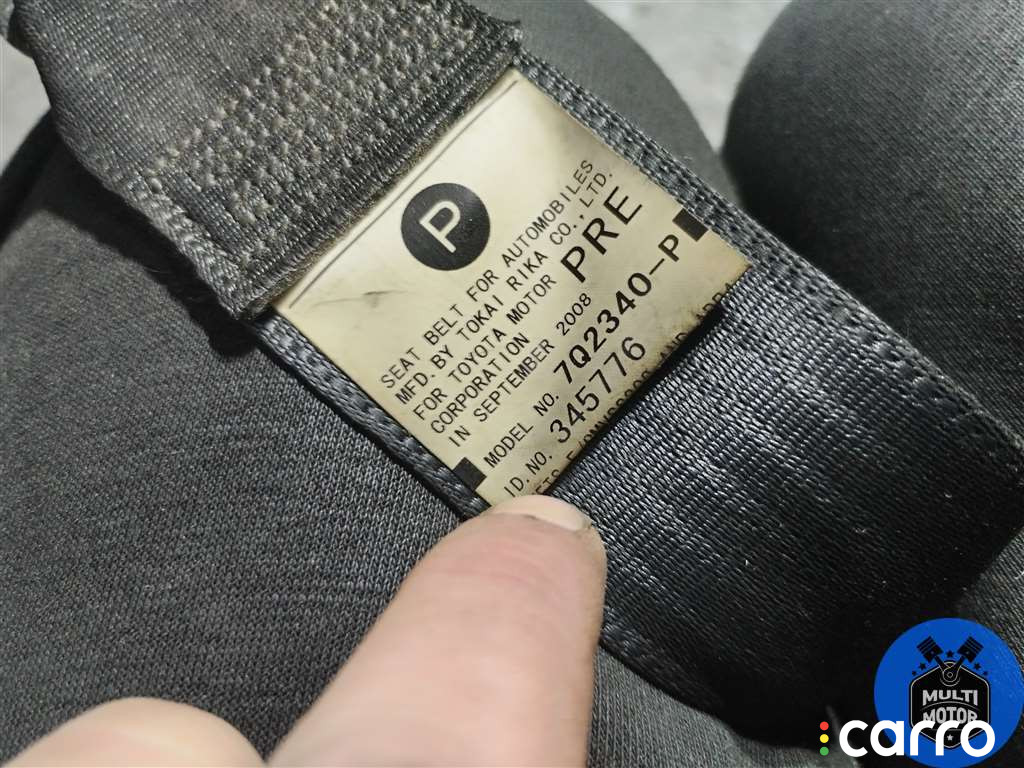 P
SEAT BELT FOR AUTOMOBILES
MFD. BY TOKAI RIKA CO., LTD.
FOR TOYOTA MOTOR
CORPORATION
PRE
IN SEPTEMBER 2008
MODEL NO. 7Q2340-P
ID. NO. 345776
MULTI
MOTOR
carro